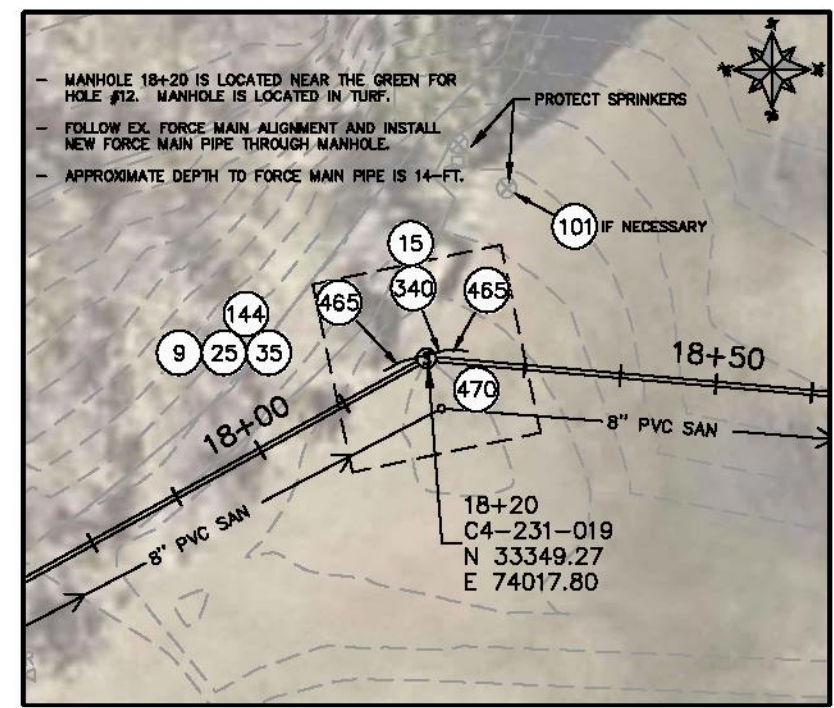 - MANHOLE 18+20 IS LOCATED NEAR THE GREEN FOR
HOLE #12. MANHOLE IS LOCATED IN TURF.
- FOLLOW EX. FORCE MAIN ALIGNMENT AND INSTALL
NEW FORCE MAIN PIPE THROUGH MANHOLE.
- APPROXIMATE DEPTH TO FORCE MAIN PIPE IS 14-FT.
PROTECT SPRINKERS
101 IF NECESSARY
15
465 340 465
144
9 25 35
18+50
470
18+00
8" PVC SAN
8" PVC SAN
18+20
C4-231-019
N 33349.27
E 74017.80